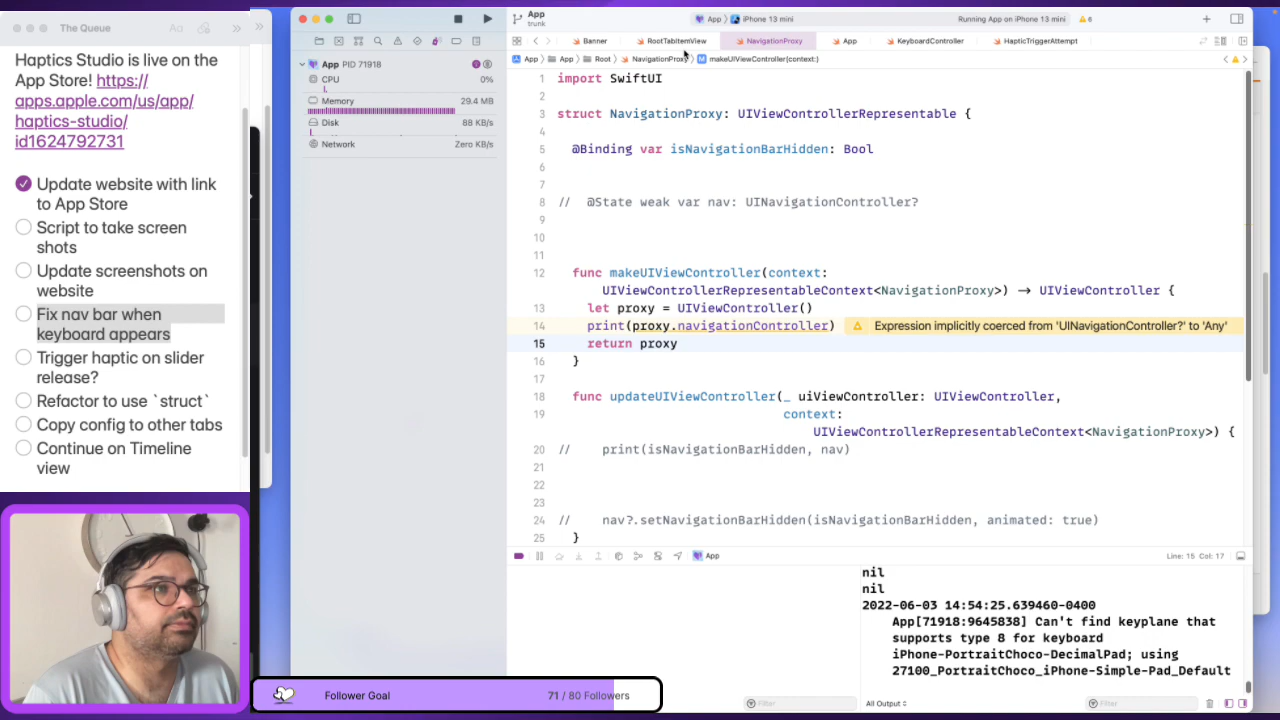 The Queue
Haptics Studio is live on the
App Store! https://
apps.apple.com/us/app/
haptics-studio/
id1624792731
Update website with link
to App Store
Script to take screen
shots
Update screenshots on
website
Fix nav bar when
keyboard appears
Trigger haptic on slider
release?
Refactor to use `struct`
Copy config to other tabs
Continue on Timeline
view
App
trunk
App
iPhone 13 mini
Running App on iPhone 13 mini
6
Banner
RootTabItemView
NavigationProxy
App
KeyboardController
HapticTriggerAttempt
App
App
Root
NavigationProxy
M
makeUIViewController(context:)
App PID 71918
CPU 0%
Memory 29.4 MB
Disk 88 KB/s
Network Zero KB/s
1 import SwiftUI
2
3 struct NavigationProxy: UIViewControllerRepresentable {
4
5 @Binding var isNavigationBarHidden: Bool
6
7
8 // @State weak var nav: UINavigationController?
9
10
11
12 func makeUIViewController(context:
UIViewControllerRepresentableContext<NavigationProxy>) -> UIViewController {
13 let proxy = UIViewController()
14 print(proxy.navigationController) Expression implicitly coerced from 'UINavigationController?' to 'Any'
15 return proxy
16 }
17
18 func updateUIViewController(_ uiViewController: UIViewController,
19 context:
UIViewControllerRepresentableContext<NavigationProxy>) {
20 // print(isNavigationBarHidden, nav)
21
22
23
24 // nav?.setNavigationBarHidden(isNavigationBarHidden, animated: true)
25 }
App
Line: 15 Col: 17
nil
nil
2022-06-03 14:54:25.639460-0400
App[71918:9645838] Can't find keyplane that
supports type 8 for keyboard
iPhone-PortraitChoco-DecimalPad; using
27100_PortraitChoco_iPhone-Simple-Pad_Default
Filter
All Output
Filter
Follower Goal
71 / 80 Followers